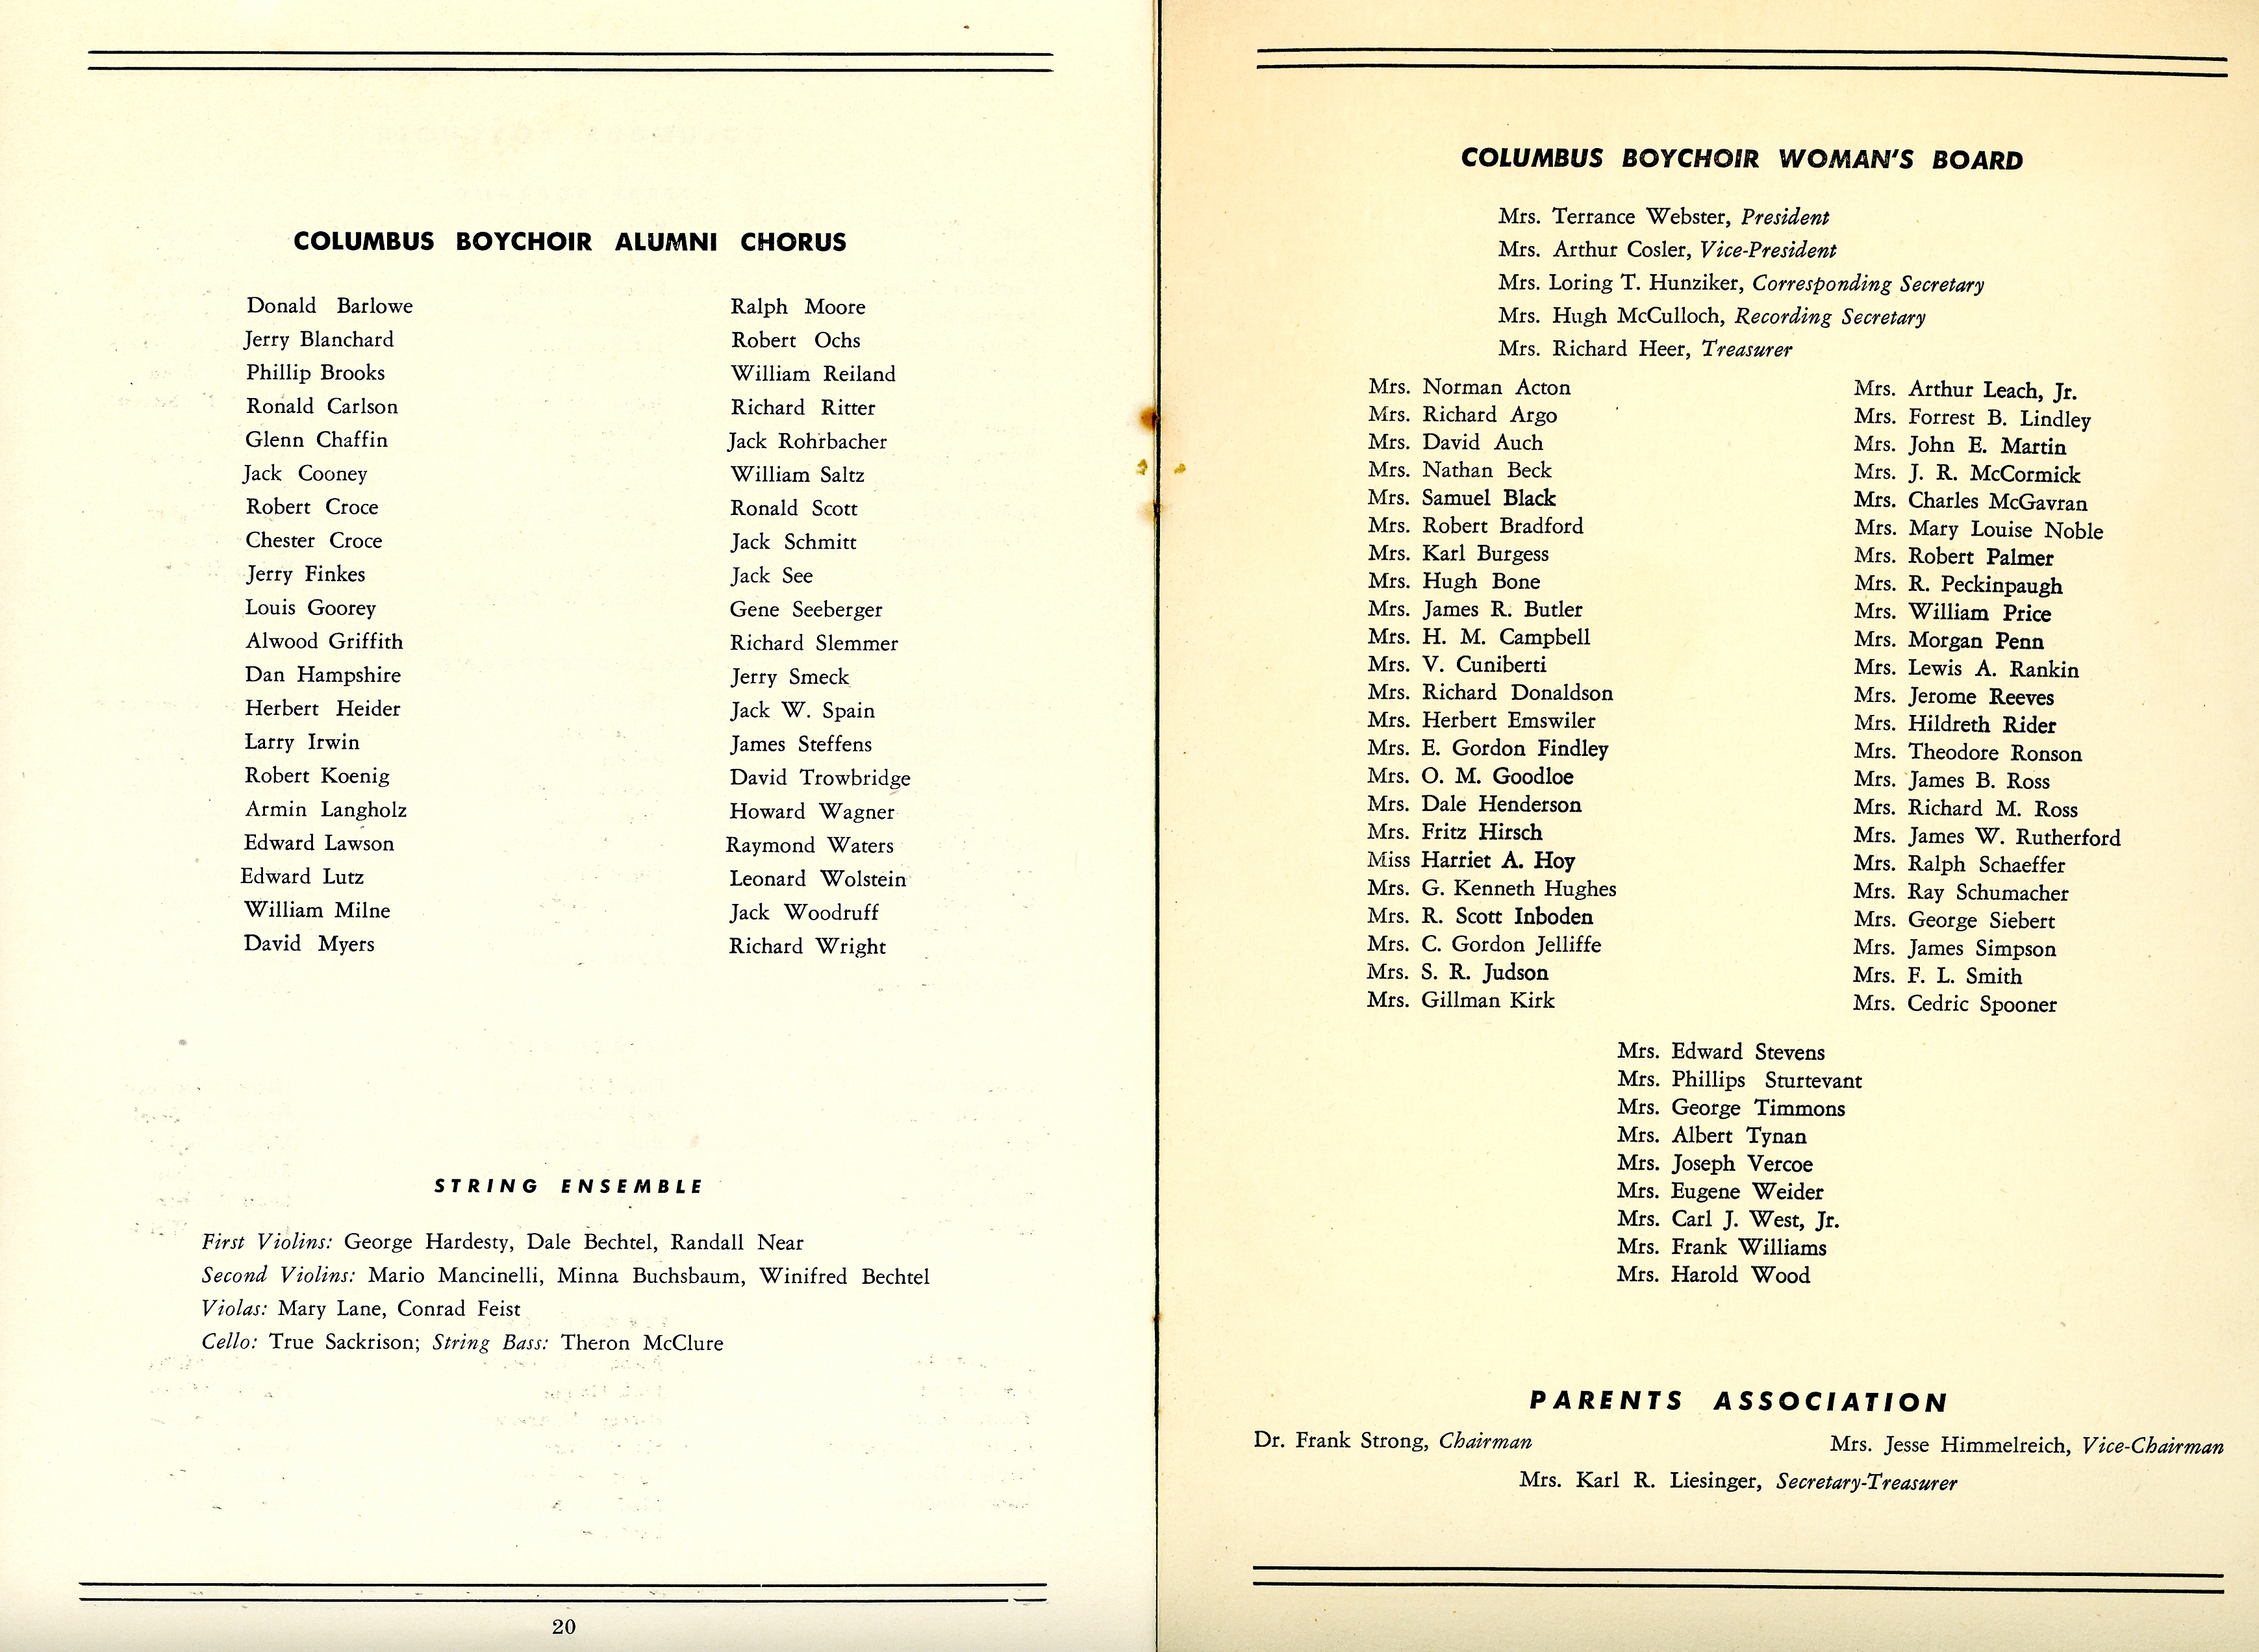 COLUMBUS BOYCHOIR ALUMNI CHORUS
Donald Barlowe
Jerry Blanchard
Phillip Brooks
Ronald Carlson
Glenn Chaffin
Jack Cooney
Robert Croce
Chester Croce
Jerry Finkes
Louis Goorey
Alwood Griffith
Dan Hampshire
Herbert Heider
Larry Irwin
Robert Koenig
Armin Langholz
Edward Lawson
Edward Lutz
William Milne
David Myers
Ralph Moore
Robert Ochs
William Reiland
Richard Ritter
Jack Rohrbacher
William Saltz
Ronald Scott
Jack Schmitt
Jack See
Gene Seeberger
Richard Slemmer
Jerry Smeck
Jack W. Spain
James Steffens
David Trowbridge
Howard Wagner
Raymond Waters
Leonard Wolstein
Jack Woodruff
Richard Wright
STRING ENSEMBLE
First Violins: George Hardesty, Dale Bechtel, Randall Near
Second Violins: Mario Mancinelli, Minna Buchsbaum, Winifred Bechtel
Violas: Mary Lane, Conrad Feist
Cello: True Sackrison; String Bass: Theron McClure
20
COLUMBUS BOYCHOIR WOMAN'S BOARD
Mrs. Terrance Webster, President
Mrs. Arthur Cosler, Vice-President
Mrs. Loring T. Hunziker, Corresponding Secretary
Mrs. Hugh McCulloch, Recording Secretary
Mrs. Richard Heer, Treasurer
Mrs. Norman Acton
Mrs. Richard Argo
Mrs. David Auch
Mrs. Nathan Beck
Mrs. Samuel Black
Mrs. Robert Bradford
Mrs. Karl Burgess
Mrs. Hugh Bone
Mrs. James R. Butler
Mrs. H. M. Campbell
Mrs. V. Cuniberti
Mrs. Richard Donaldson
Mrs. Herbert Emswiler
Mrs. E. Gordon Findley
Mrs. O. M. Goodloe
Mrs. Dale Henderson
Mrs. Fritz Hirsch
Miss Harriet A. Hoy
Mrs. G. Kenneth Hughes
Mrs. R. Scott Inboden
Mrs. C. Gordon Jelliffe
Mrs. S. R. Judson
Mrs. Gillman Kirk
Mrs. Arthur Leach, Jr.
Mrs. Forrest B. Lindley
Mrs. John E. Martin
Mrs. J. R. McCormick
Mrs. Charles McGavran
Mrs. Mary Louise Noble
Mrs. Robert Palmer
Mrs. R. Peckinpaugh
Mrs. William Price
Mrs. Morgan Penn
Mrs. Lewis A. Rankin
Mrs. Jerome Reeves
Mrs. Hildreth Rider
Mrs. Theodore Ronson
Mrs. James B. Ross
Mrs. Richard M. Ross
Mrs. James W. Rutherford
Mrs. Ralph Schaeffer
Mrs. Ray Schumacher
Mrs. George Siebert
Mrs. James Simpson
Mrs. F. L. Smith
Mrs. Cedric Spooner
Mrs. Edward Stevens
Mrs. Phillips Sturtevant
Mrs. George Timmons
Mrs. Albert Tynan
Mrs. Joseph Vercoe
Mrs. Eugene Weider
Mrs. Carl J. West, Jr.
Mrs. Frank Williams
Mrs. Harold Wood
PARENTS ASSOCIATION
Dr. Frank Strong, Chairman
Mrs. Jesse Himmelreich, Vice-Chairman
Mrs. Karl R. Liesinger, Secretary-Treasurer